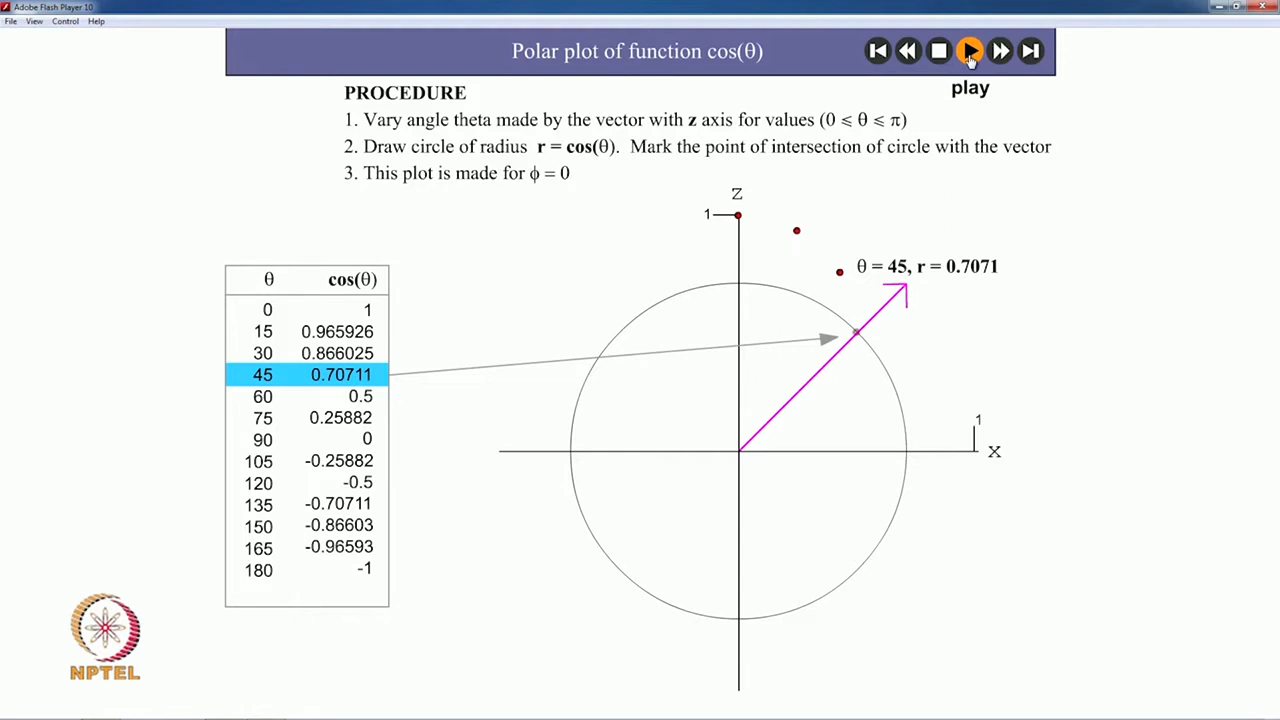 Adobe Flash Player 10
File View Control Help
Polar plot of function cos(θ)
play
PROCEDURE
1. Vary angle theta made by the vector with z axis for values (0 ⩽ θ ⩽ π)
2. Draw circle of radius r = cos(θ). Mark the point of intersection of circle with the vector
3. This plot is made for ϕ = 0
Z
1
θ = 45, r = 0.7071
1
X
θ cos(θ)
0 1
15 0.965926
30 0.866025
45 0.70711
60 0.5
75 0.25882
90 0
105 -0.25882
120 -0.5
135 -0.70711
150 -0.86603
165 -0.96593
180 -1
NPTEL